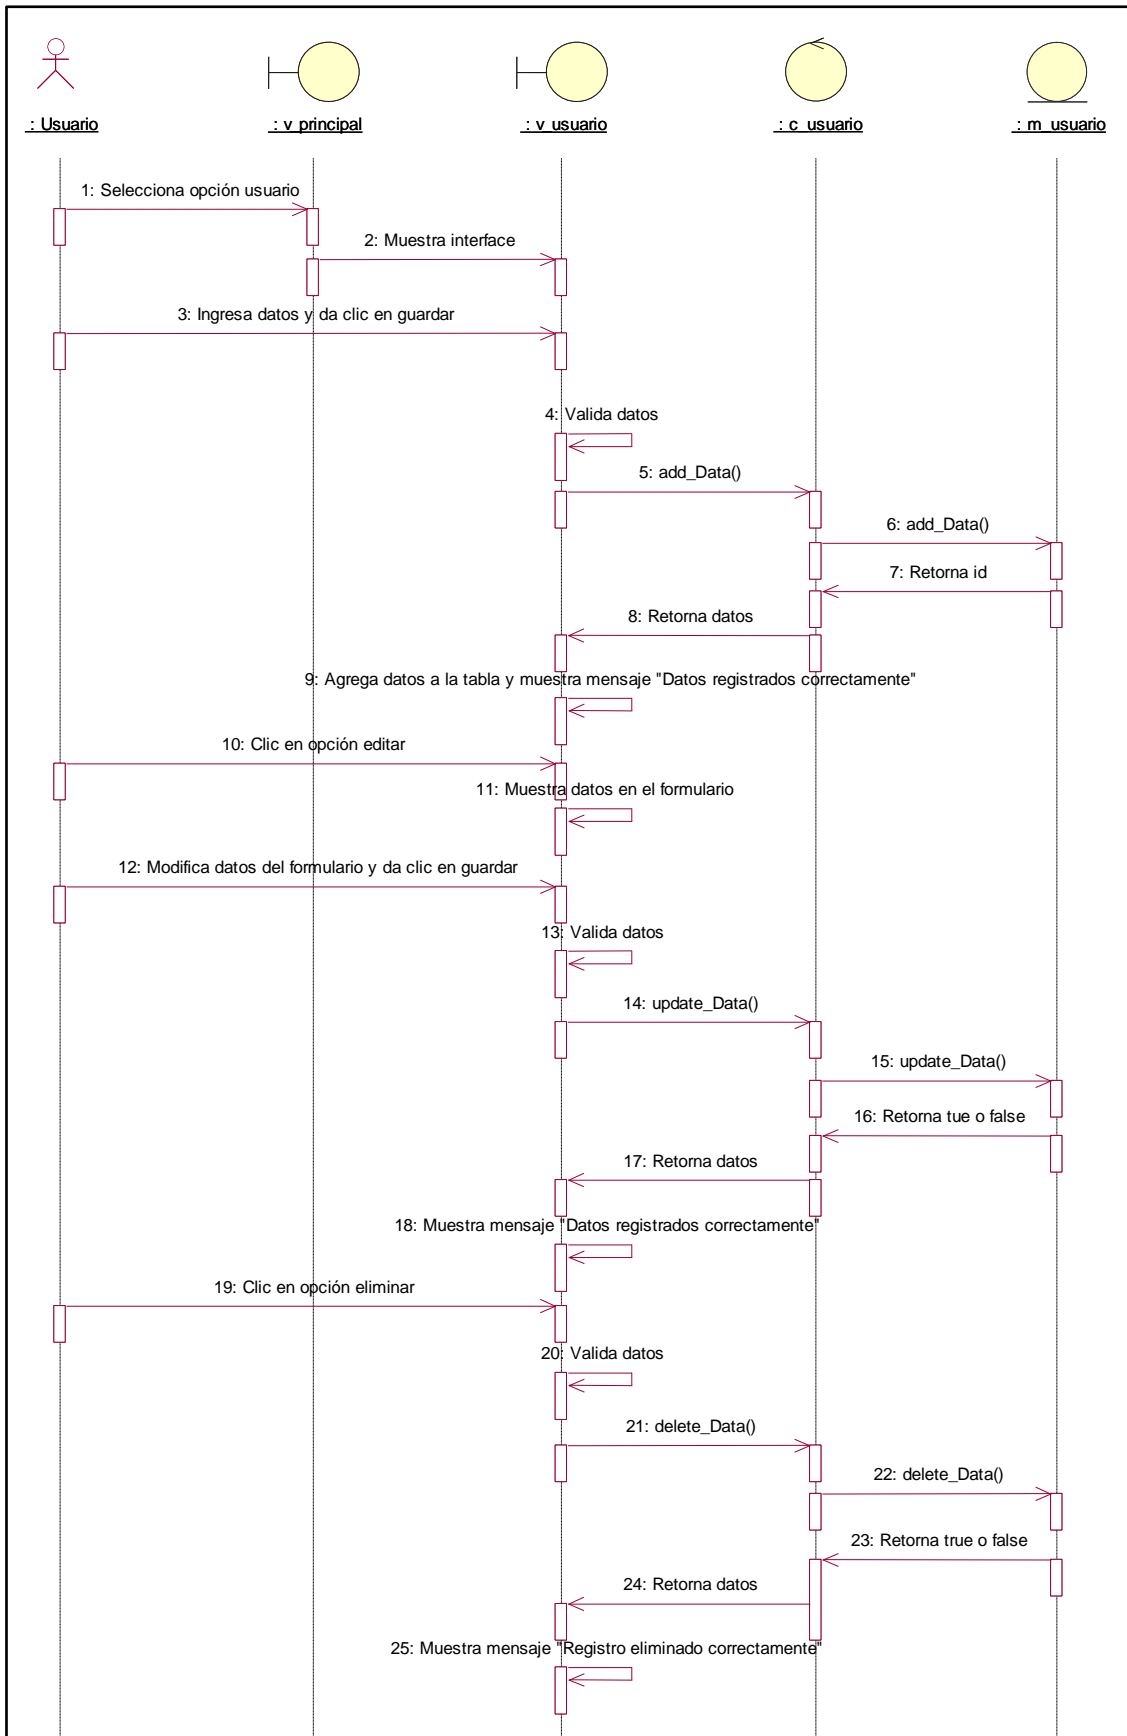 : Usuario
: v_principal
: v_usuario
: c_usuario
: m_usuario
1: Selecciona opción usuario
2: Muestra interface
3: Ingresa datos y da clic en guardar
4: Valida datos
5: add_Data()
6: add_Data()
7: Retorna id
8: Retorna datos
9: Agrega datos a la tabla y muestra mensaje "Datos registrados correctamente"
10: Clic en opción editar
11: Muestra datos en el formulario
12: Modifica datos del formulario y da clic en guardar
13: Valida datos
14: update_Data()
15: update_Data()
16: Retorna tue o false
17: Retorna datos
18: Muestra mensaje "Datos registrados correctamente"
19: Clic en opción eliminar
20: Valida datos
21: delete_Data()
22: delete_Data()
23: Retorna true o false
24: Retorna datos
25: Muestra mensaje "Registro eliminado correctamente"